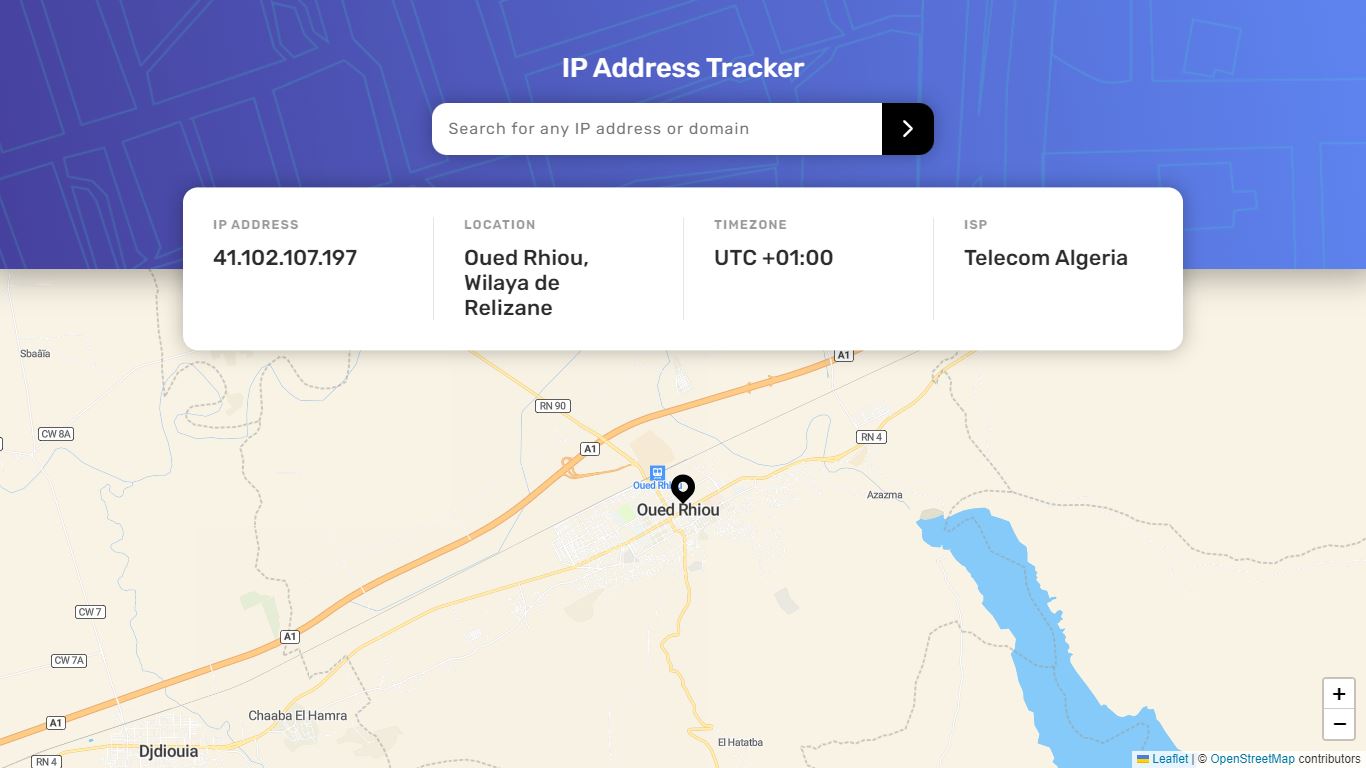 IP Address Tracker
Search for any IP address or domain
IP ADDRESS
41.102.107.197
LOCATION
Oued Rhiou,
Wilaya de
Relizane
TIMEZONE
UTC +01:00
ISP
Telecom Algeria
Sbaâïa
A1
RN 90
CW 8A
A1
RN 4
Oued Rhiou
Azazma
Oued Rhiou
CW 7
A1
CW 7A
Chaaba El Hamra
A1
El Hatatba
Djdiouia
RN 4
+
−
Leaflet | © OpenStreetMap contributors